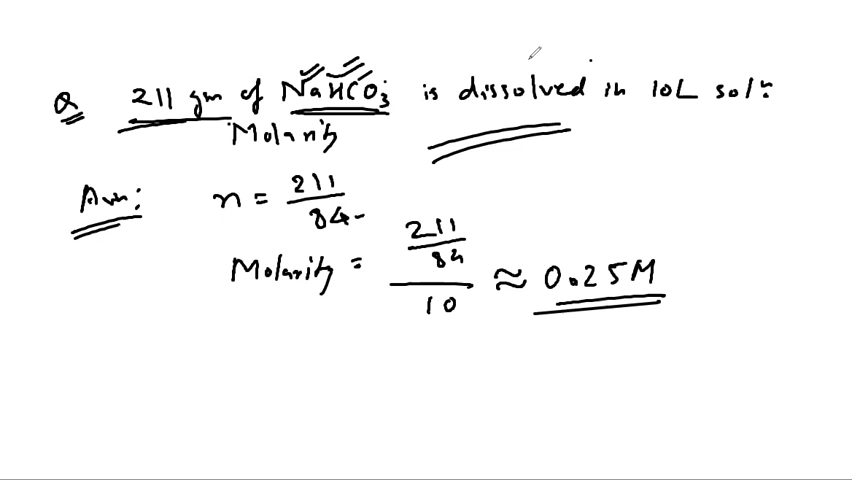 Q 211 gm of NaHCO3 is dissolved in 10L soln:
Molarity
Ans: n = 211/84
Molarity = 211/84/10 ≈ 0.25M